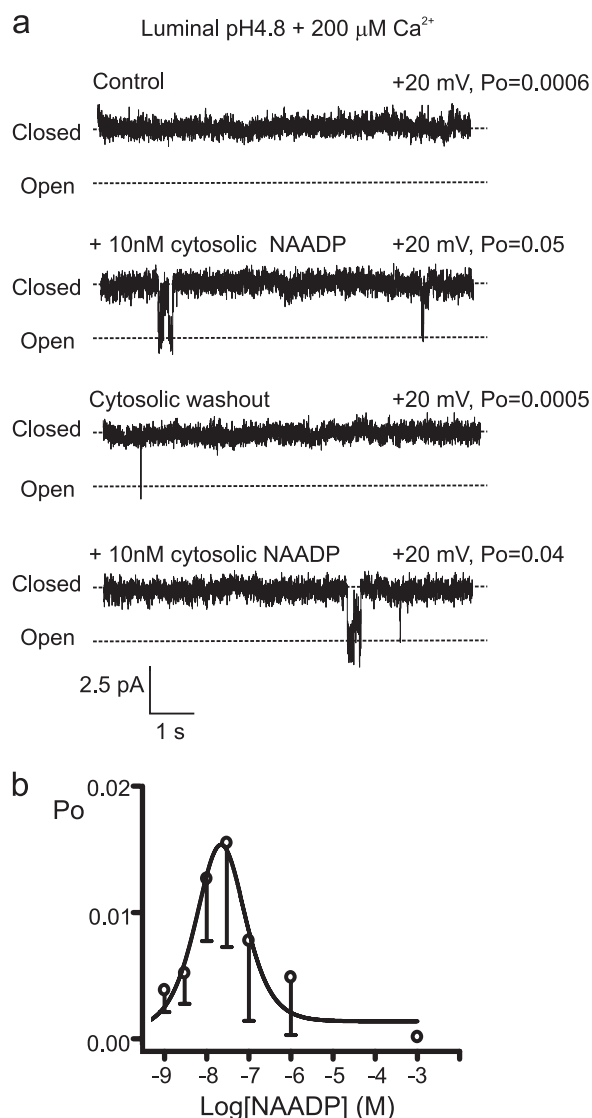 a
Luminal pH4.8 + 200 μM Ca²⁺
Control +20 mV, Po=0.0006
Closed
Open
+ 10nM cytosolic NAADP +20 mV, Po=0.05
Closed
Open
Cytosolic washout +20 mV, Po=0.0005
Closed
Open
+ 10nM cytosolic NAADP +20 mV, Po=0.04
Closed
Open
2.5 pA
1 s
b
Po
0.02
0.01
0.00
-9 -8 -7 -6 -5 -4 -3
Log[NAADP] (M)